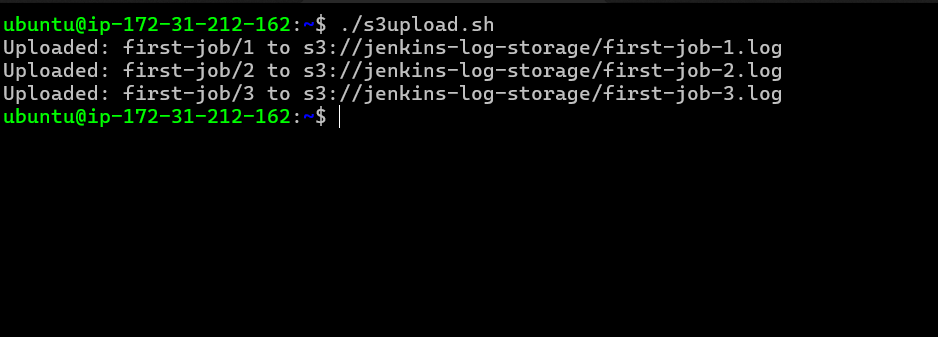 ubuntu@ip-172-31-212-162:~$ ./s3upload.sh
Uploaded: first-job/1 to s3://jenkins-log-storage/first-job-1.log
Uploaded: first-job/2 to s3://jenkins-log-storage/first-job-2.log
Uploaded: first-job/3 to s3://jenkins-log-storage/first-job-3.log
ubuntu@ip-172-31-212-162:~$